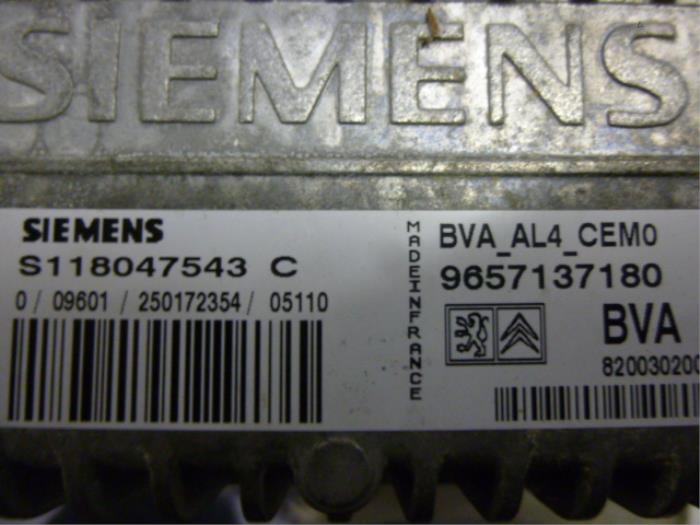 SIEMENS
SIEMENS
S118047543 C
0 / 09601 / 250172354 / 05110
MADEINFRANCE
BVA_AL4_CEM0
9657137180
BVA
820030200